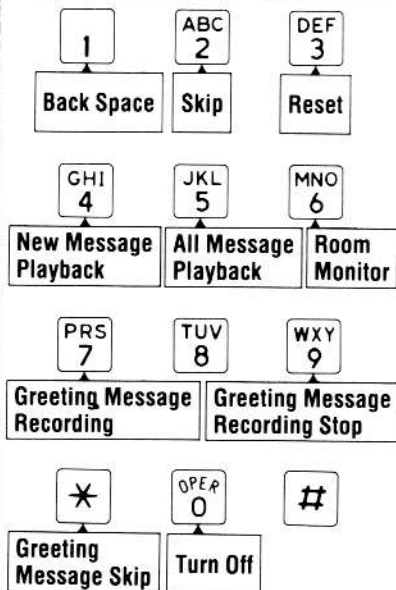 1
ABC
2
DEF
3
Back Space
Skip
Reset
GHI
4
JKL
5
MNO
6
New Message
Playback
All Message
Playback
Room
Monitor
PRS
7
TUV
8
WXY
9
Greeting Message
Recording
Greeting Message
Recording Stop
*
OPER
0
#
Greeting
Message Skip
Turn Off